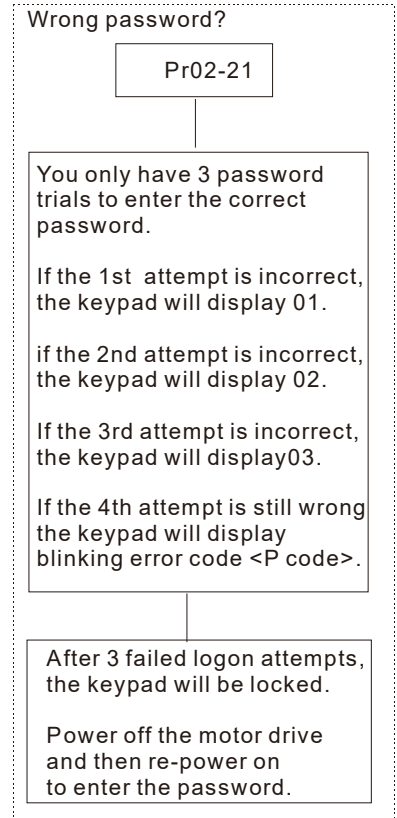 Wrong password?
Pr02-21
You only have 3 password
trials to enter the correct
password.
If the 1st attempt is incorrect,
the keypad will display 01.
if the 2nd attempt is incorrect,
the keypad will display 02.
If the 3rd attempt is incorrect,
the keypad will display03.
If the 4th attempt is still wrong
the keypad will display
blinking error code <P code>.
After 3 failed logon attempts,
the keypad will be locked.
Power off the motor drive
and then re-power on
to enter the password.